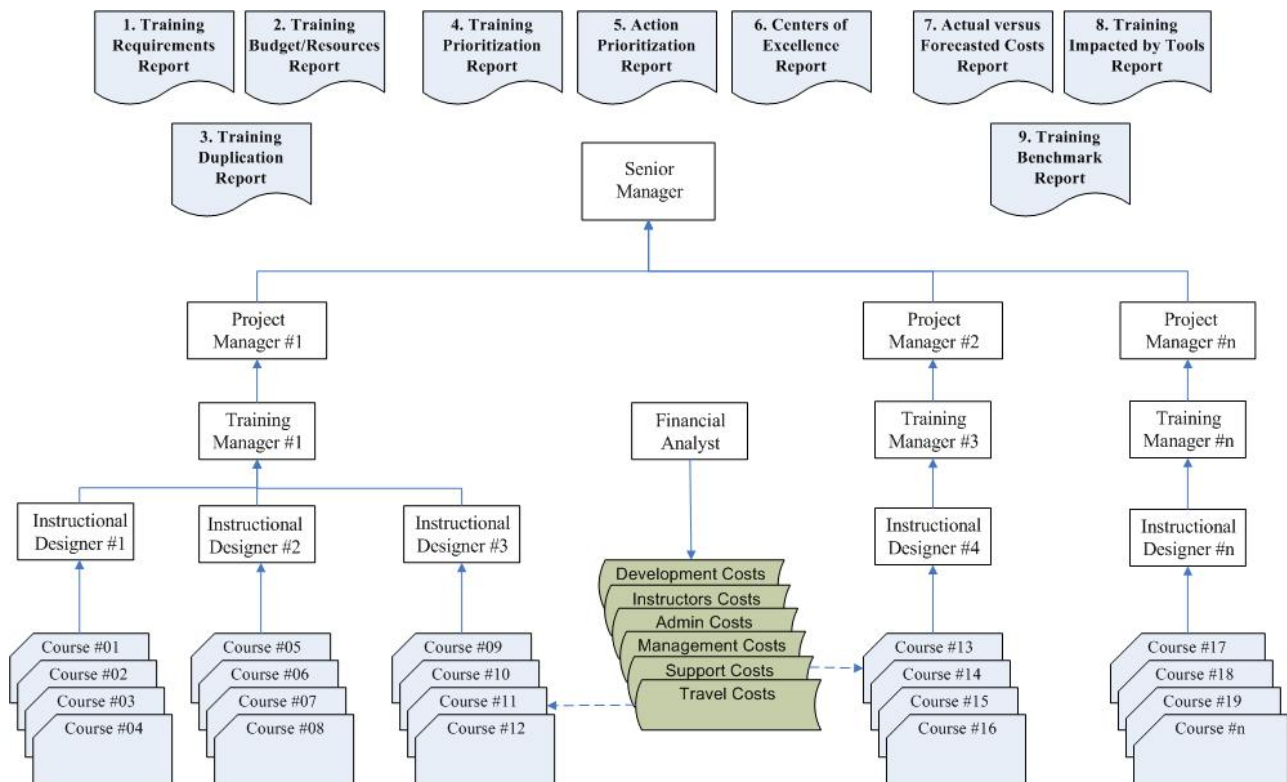 1. Training
Requirements
Report
2. Training
Budget/Resources
Report
4. Training
Prioritization
Report
5. Action
Prioritization
Report
6. Centers of
Excellence
Report
7. Actual versus
Forecasted Costs
Report
8. Training
Impacted by Tools
Report
3. Training
Duplication
Report
9. Training
Benchmark
Report
Senior
Manager
Project
Manager #1
Project
Manager #2
Project
Manager #n
Training
Manager #1
Financial
Analyst
Training
Manager #3
Training
Manager #n
Instructional
Designer #1
Instructional
Designer #2
Instructional
Designer #3
Instructional
Designer #4
Instructional
Designer #n
Development Costs
Instructors Costs
Admin Costs
Management Costs
Support Costs
Travel Costs
Course #01
Course #02
Course #03
Course #04
Course #05
Course #06
Course #07
Course #08
Course #09
Course #10
Course #11
Course #12
Course #13
Course #14
Course #15
Course #16
Course #17
Course #18
Course #19
Course #n